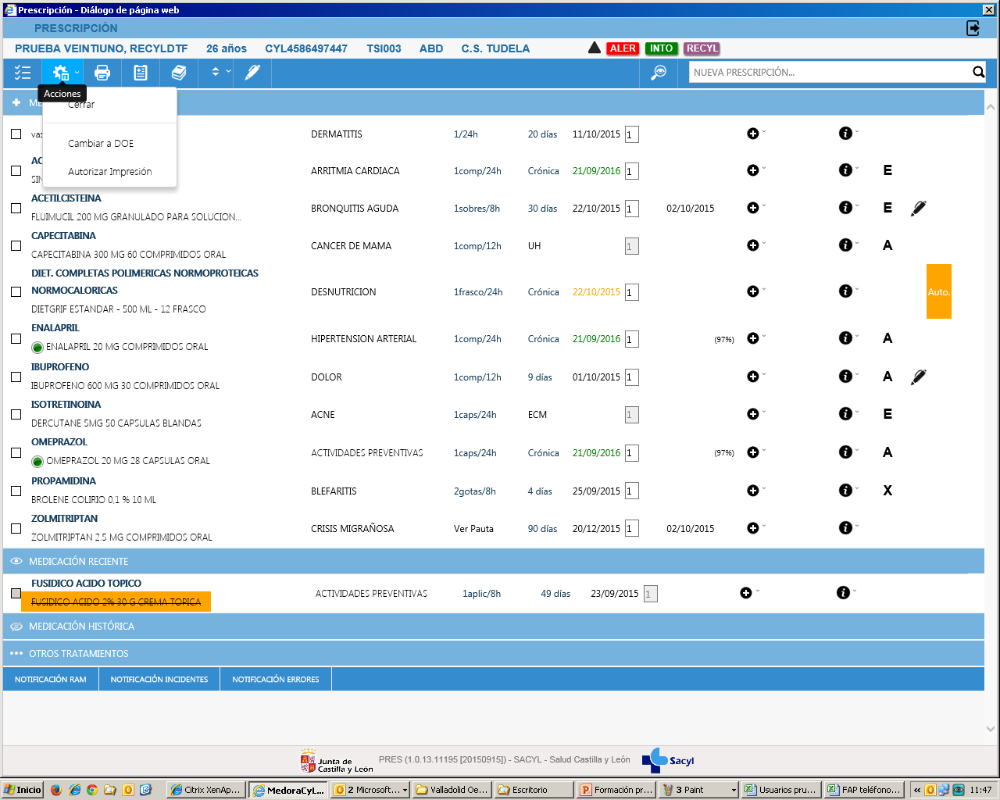 Prescripción - Diálogo de página web
PRESCRIPCIÓN
PRUEBA VEINTIUNO, RECYLDTF 26 años CYL4586497447 TSI003 ABD C.S. TUDELA ALER INTO RECYL
NUEVA PRESCRIPCIÓN...
Acciones
Cerrar
Cambiar a DOE
Autorizar Impresión
DERMATITIS 1/24h 20 días 11/10/2015 1
ARRITMIA CARDIACA 1comp/24h Crónica 21/09/2016 1 E
ACETILCISTEINA
FLUIMUCIL 200 MG GRANULADO PARA SOLUCION... BRONQUITIS AGUDA 1sobres/8h 30 días 22/10/2015 1 02/10/2015 E
CAPECITABINA
CAPECITABINA 300 MG 60 COMPRIMIDOS ORAL CANCER DE MAMA 1comp/12h UH 1 A
DIET. COMPLETAS POLIMERICAS NORMOPROTEICAS
NORMOCALORICAS
DIETGRIF ESTANDAR - 500 ML - 12 FRASCO DESNUTRICION 1frasco/24h Crónica 22/10/2015 1 Auto.
ENALAPRIL
ENALAPRIL 20 MG COMPRIMIDOS ORAL HIPERTENSION ARTERIAL 1comp/24h Crónica 21/09/2016 1 (97%) A
IBUPROFENO
IBUPROFENO 600 MG 30 COMPRIMIDOS ORAL DOLOR 1comp/12h 9 días 01/10/2015 1 A
ISOTRETINOINA
DERCUTANE 5MG 50 CAPSULAS BLANDAS ACNE 1caps/24h ECM 1 E
OMEPRAZOL
OMEPRAZOL 20 MG 28 CAPSULAS ORAL ACTIVIDADES PREVENTIVAS 1caps/24h Crónica 21/09/2016 1 (97%) A
PROPAMIDINA
BROLENE COLIRIO 0,1 % 10 ML BLEFARITIS 2gotas/8h 4 días 25/09/2015 1 X
ZOLMITRIPTAN
ZOLMITRIPTAN 2.5 MG COMPRIMIDOS ORAL CRISIS MIGRAÑOSA Ver Pauta 90 días 20/12/2015 1 02/10/2015
MEDICACIÓN RECIENTE
FUSIDICO ACIDO TOPICO
FUSIDICO ACIDO 2% 30 G CREMA TOPICA ACTIVIDADES PREVENTIVAS 1aplic/8h 49 días 23/09/2015 1
MEDICACIÓN HISTÓRICA
OTROS TRATAMIENTOS
NOTIFICACIÓN RAM NOTIFICACIÓN INCIDENTES NOTIFICACIÓN ERRORES
Junta de
Castilla y León PRES (1.0.13.11195 [20150915]) - SACYL - Salud Castilla y León Sacyl
Inicio Citrix XenAp... MedoraCyL... 2 Microsoft... Valladolid Oe... Escritorio Formación pr... 3 Paint Usuarios pru... FAP teléfono... « 11:47